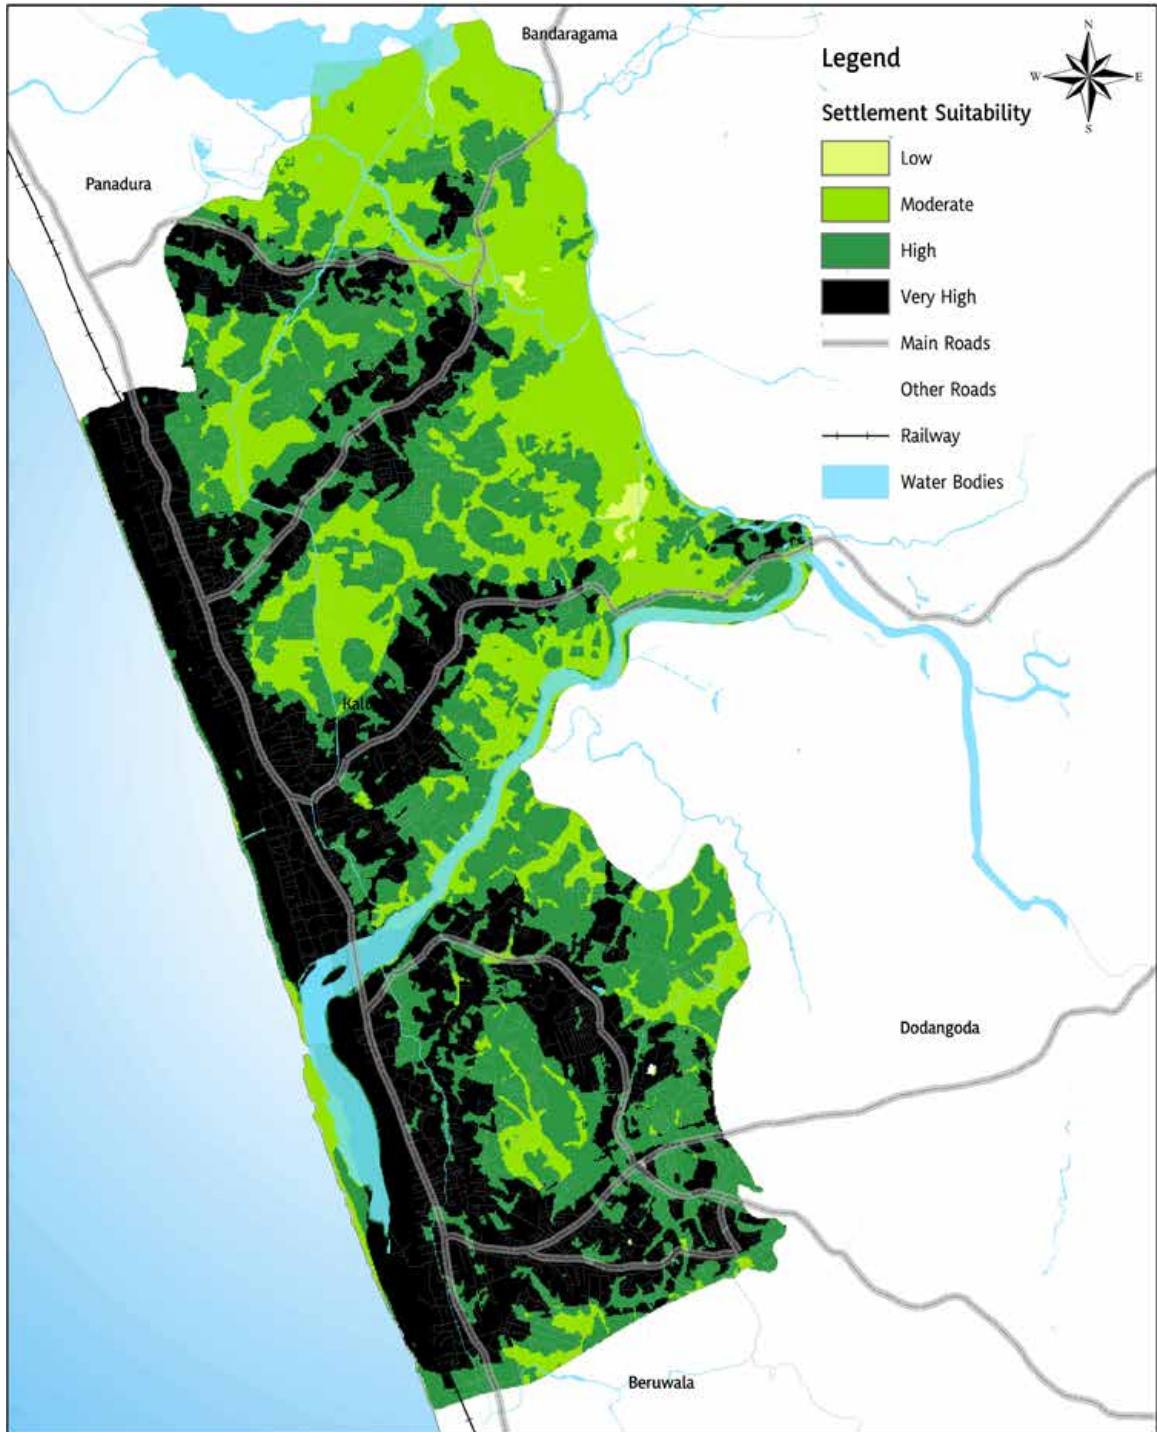 Bandaragama
N
W
E
S
Legend
Settlement Suitability
Low
Moderate
High
Very High
Main Roads
Other Roads
Railway
Water Bodies
Panadura
Dodangoda
Beruwala